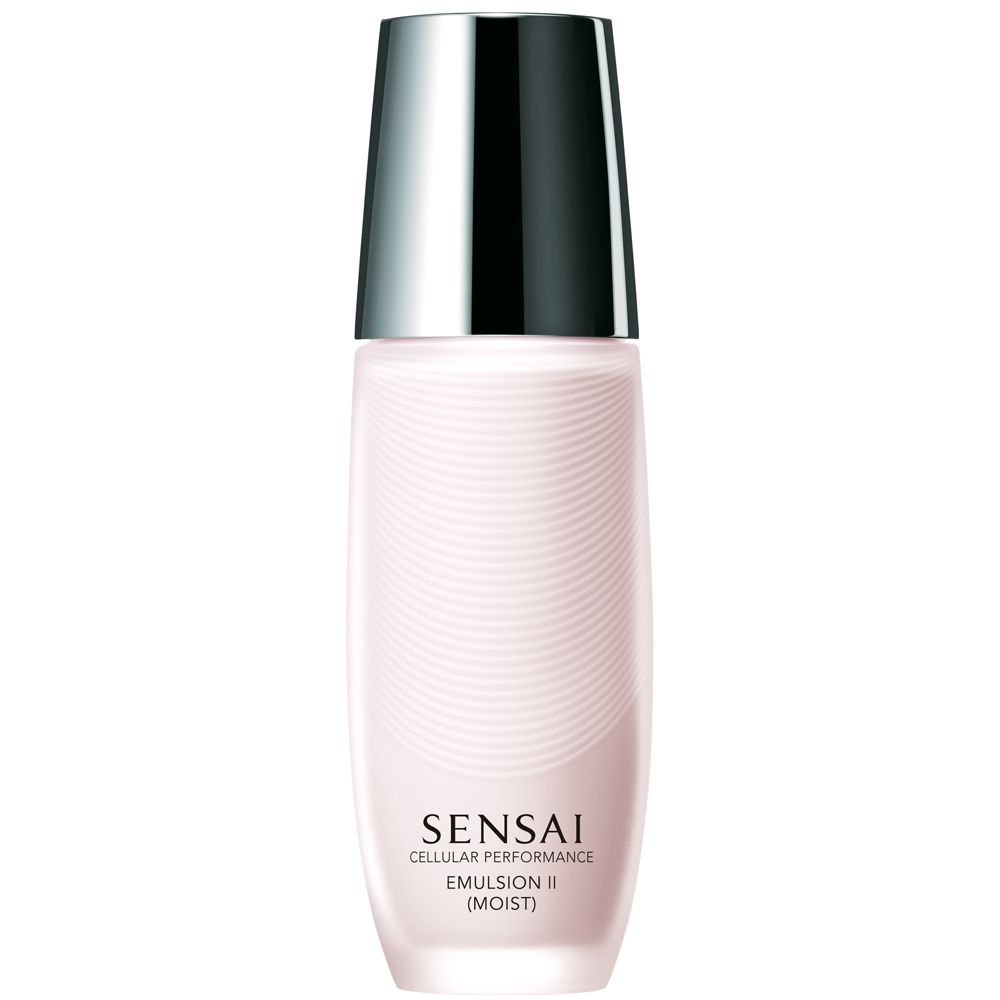 SENSAI
CELLULAR PERFORMANCE
EMULSION II
(MOIST)